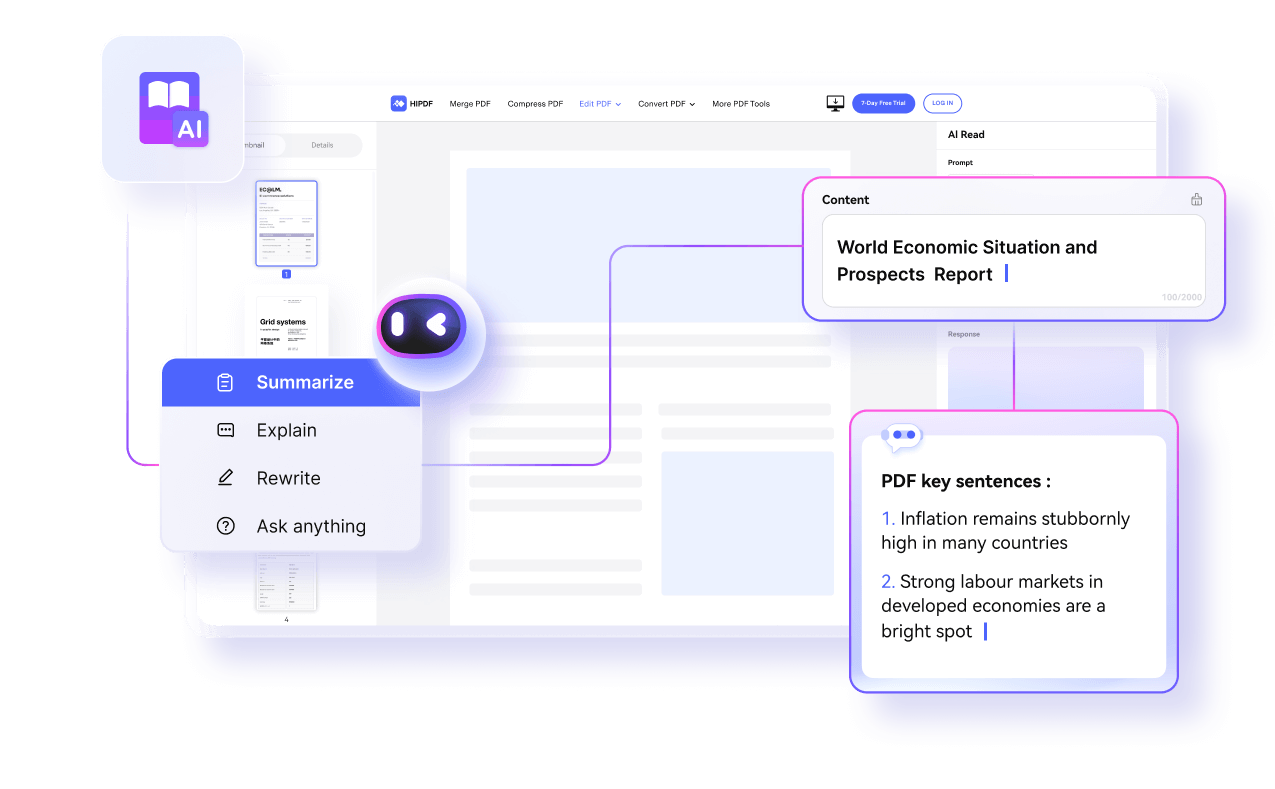 AI
HIPDF
Merge PDF
Compress PDF
Edit PDF
Convert PDF
More PDF Tools
7-Day Free Trial
LOG IN
Details
AI Read
Prompt
Content
World Economic Situation and
Prospects Report
100/2000
1
Grid systems
Response
Summarize
Explain
Rewrite
Ask anything
PDF key sentences :
1. Inflation remains stubbornly
high in many countries
2. Strong labour markets in
developed economies are a
bright spot
4